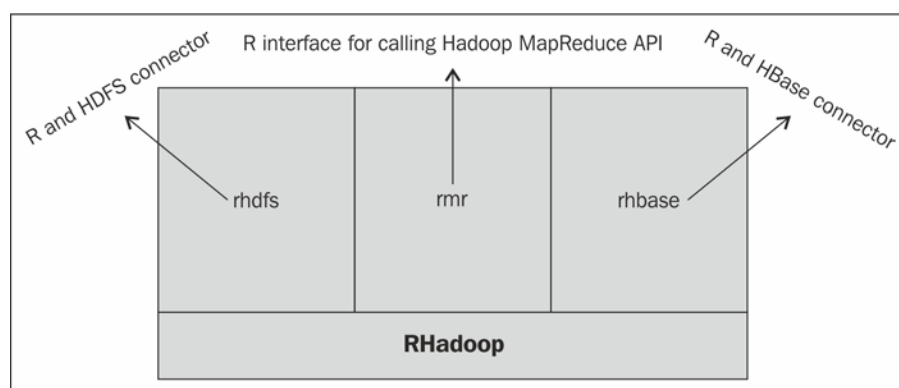 R and HDFS connector
R interface for calling Hadoop MapReduce API
R and HBase connector
rhdfs
rmr
rhbase
RHadoop